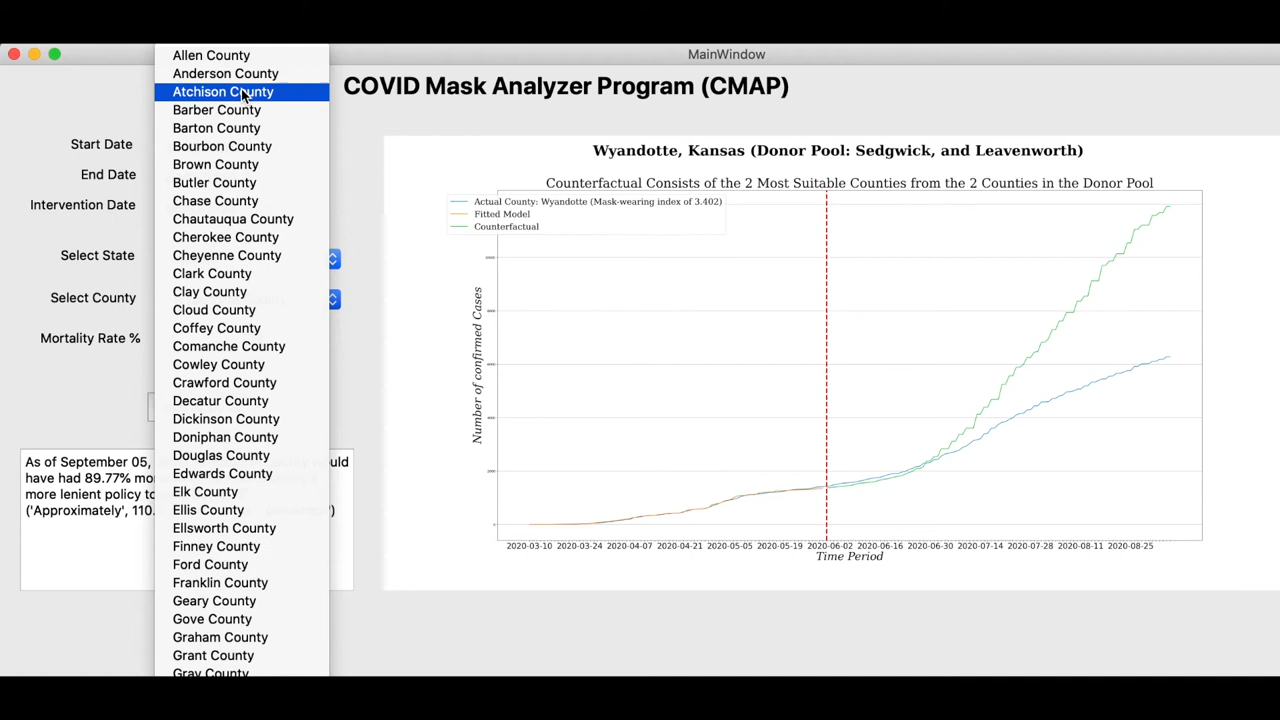 MainWindow
COVID Mask Analyzer Program (CMAP)
Start Date
End Date
Intervention Date
Select State
Select County
Mortality Rate %
Allen County
Anderson County
Atchison County
Barber County
Barton County
Bourbon County
Brown County
Butler County
Chase County
Chautauqua County
Cherokee County
Cheyenne County
Clark County
Clay County
Cloud County
Coffey County
Comanche County
Cowley County
Crawford County
Decatur County
Dickinson County
Doniphan County
Douglas County
Edwards County
Elk County
Ellis County
Ellsworth County
Finney County
Ford County
Franklin County
Geary County
Gove County
Graham County
Grant County
Gray County
As of September 05,
have had 89.77%
more lenient policy
('Approximately', 110.
Wyandotte, Kansas (Donor Pool: Sedgwick, and Leavenworth)
Counterfactual Consists of the 2 Most Suitable Counties from the 2 Counties in the Donor Pool
Actual County: Wyandotte (Mask-wearing index of 3.402)
Fitted Model
Counterfactual
Number of confirmed Cases
10000
8000
6000
4000
2000
0
2020-03-10 2020-03-24 2020-04-07 2020-04-21 2020-05-05 2020-05-19 2020-06-02 2020-06-16 2020-06-30 2020-07-14 2020-07-28 2020-08-11 2020-08-25
Time Period